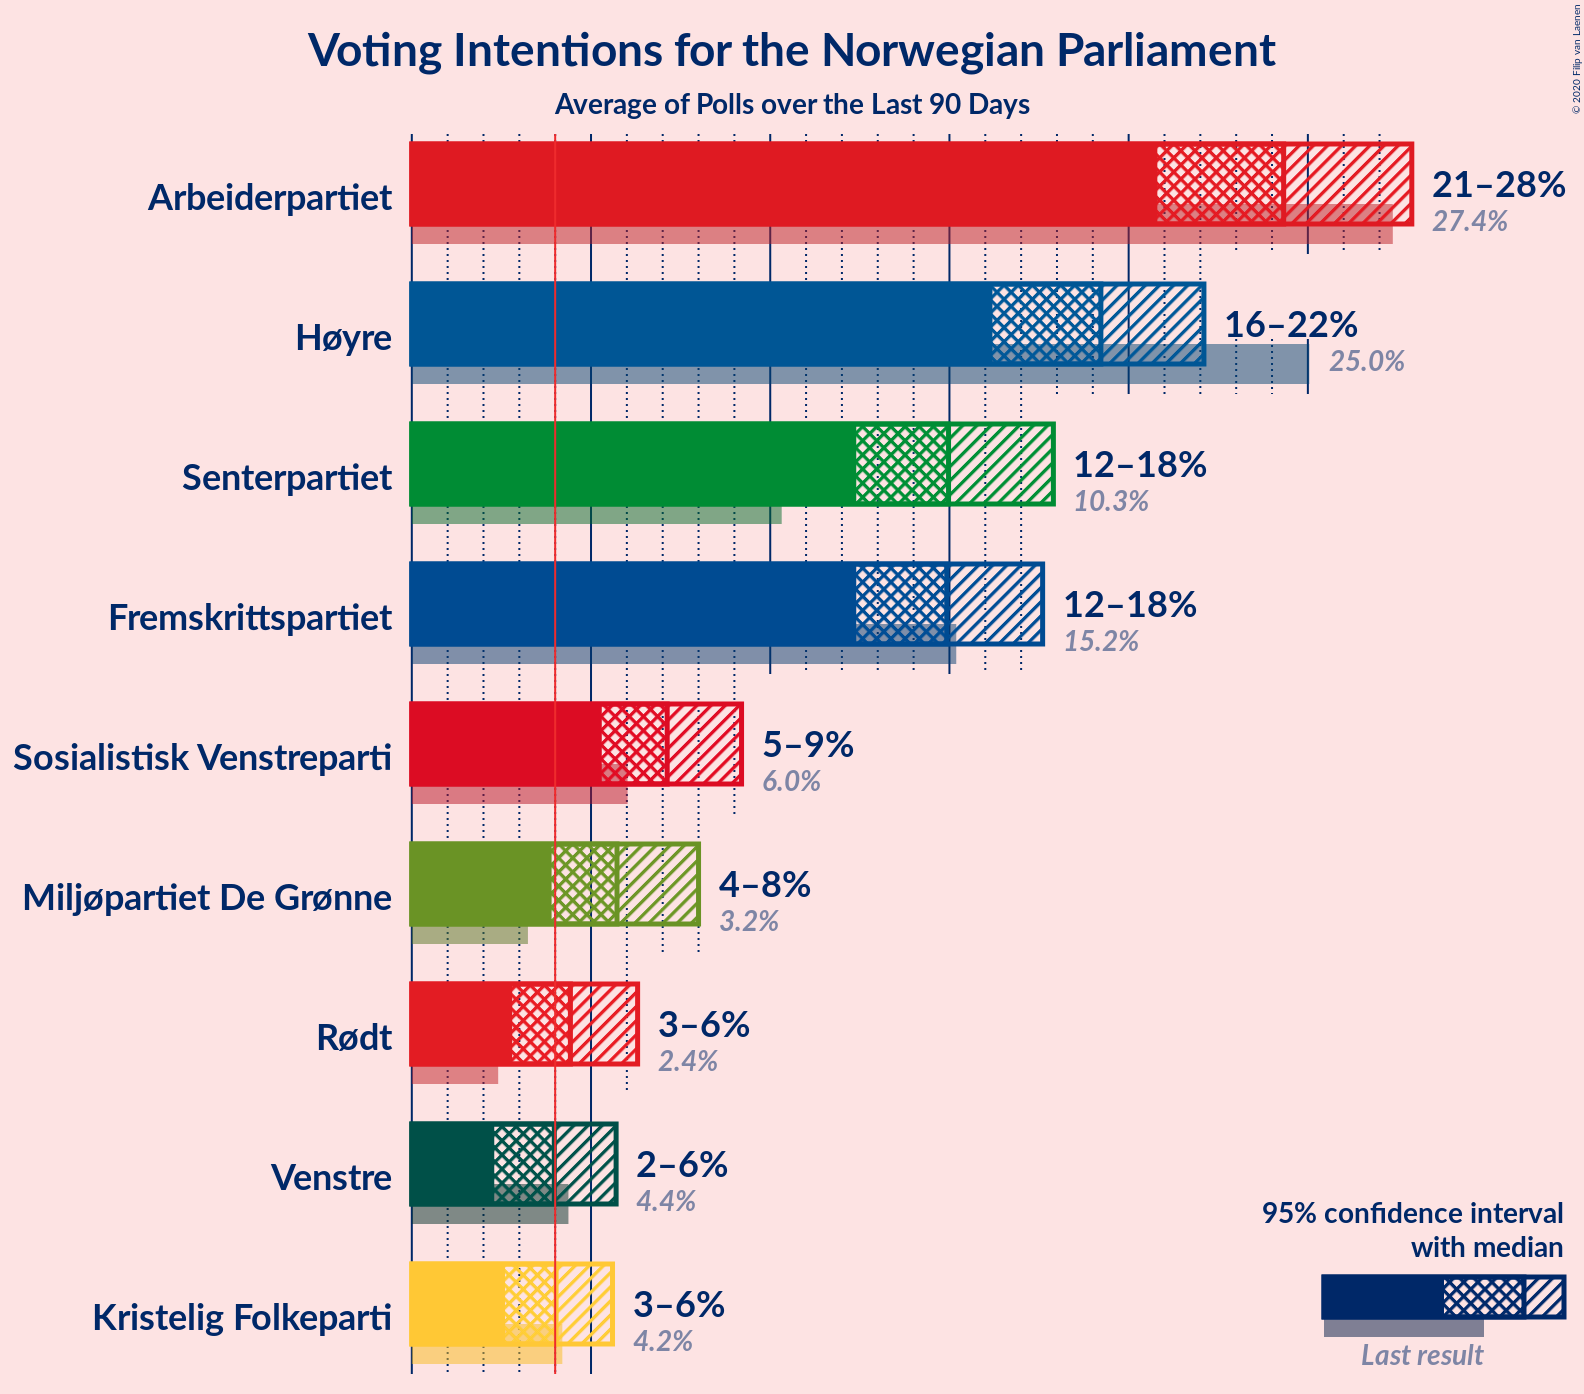 Voting Intentions for the Norwegian Parliament
Average of Polls over the Last 90 Days
© 2020 Filip van Laenen
Arbeiderpartiet
21–28%
27.4%
Høyre
16–22%
25.0%
Senterpartiet
12–18%
10.3%
Fremskrittspartiet
12–18%
15.2%
Sosialistisk Venstreparti
5–9%
6.0%
Miljøpartiet De Grønne
4–8%
3.2%
Rødt
3–6%
2.4%
Venstre
2–6%
4.4%
Kristelig Folkeparti
3–6%
4.2%
95% confidence interval
with median
Last result